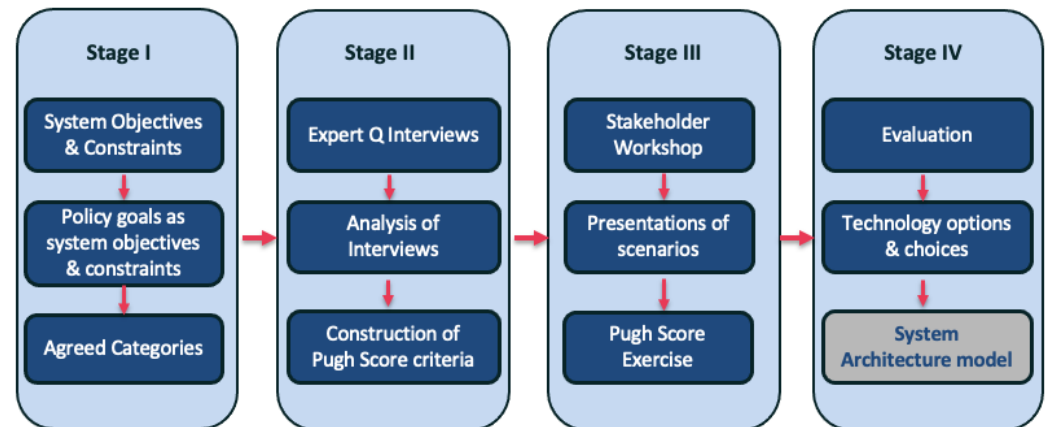 Stage I
System Objectives
& Constraints
Policy goals as
system objectives
& constraints
Agreed Categories
Stage II
Expert Q Interviews
Analysis of
Interviews
Construction of
Pugh Score criteria
Stage III
Stakeholder
Workshop
Presentations of
scenarios
Pugh Score
Exercise
Stage IV
Evaluation
Technology options
& choices
System
Architecture model